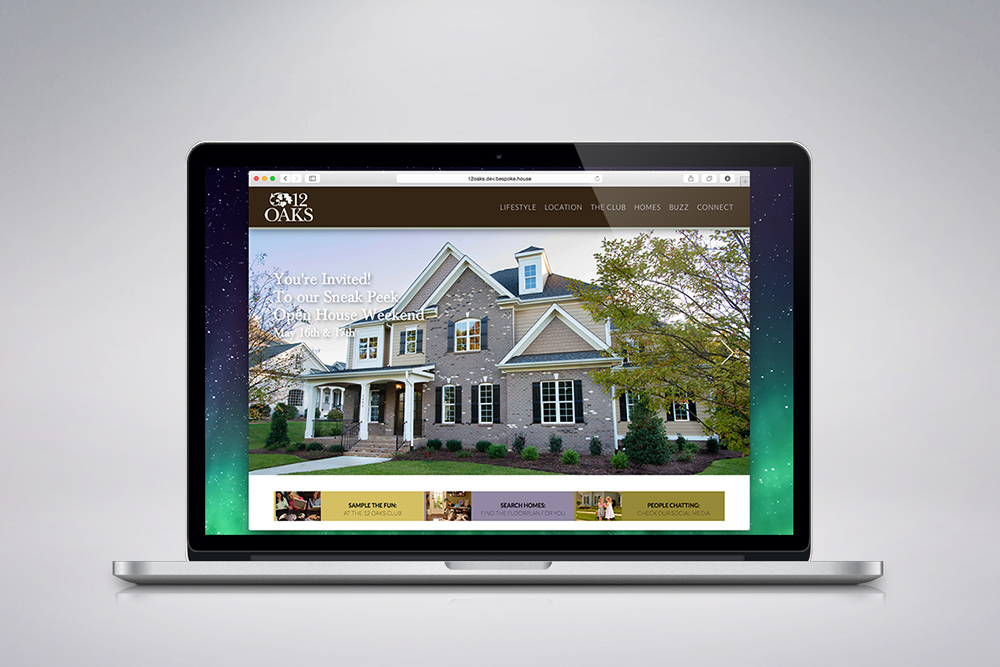 12oaks.dev.bespoke.house
12
OAKS
LIFESTYLE LOCATION THE CLUB HOMES BUZZ CONNECT
You're Invited!
To our Sneak Peek
Open House Weekend
May 16th & 17th
SAMPLE THE FUN:
AT THE 12 OAKS CLUB
SEARCH HOMES:
FIND THE FLOORPLAN FOR YOU
PEOPLE CHATTING:
CHECK OUR SOCIAL MEDIA